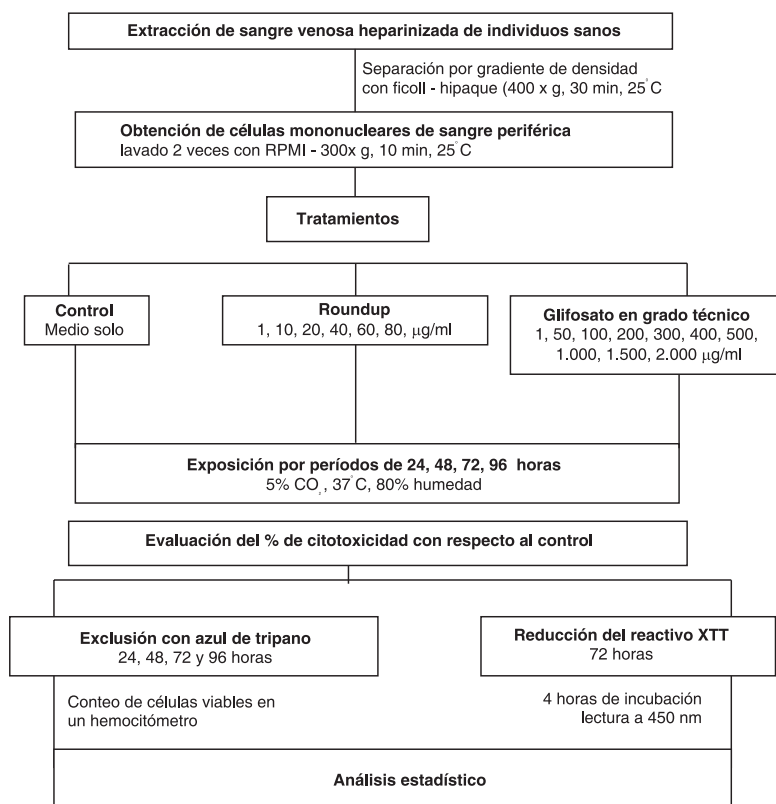 Extracción de sangre venosa heparinizada de individuos sanos
Separación por gradiente de densidad
con ficoll - hipaque (400 x g, 30 min, 25°C
Obtención de células mononucleares de sangre periférica
lavado 2 veces con RPMI - 300x g, 10 min, 25°C
Tratamientos
Control
Medio solo
Roundup
1, 10, 20, 40, 60, 80, µg/ml
Glifosato en grado técnico
1, 50, 100, 200, 300, 400, 500,
1.000, 1.500, 2.000 µg/ml
Exposición por períodos de 24, 48, 72, 96 horas
5% CO₂, 37°C, 80% humedad
Evaluación del % de citotoxicidad con respecto al control
Exclusión con azul de tripano
24, 48, 72 y 96 horas
Reducción del reactivo XTT
72 horas
Conteo de células viables en
un hemocitómetro
4 horas de incubación
lectura a 450 nm
Análisis estadístico